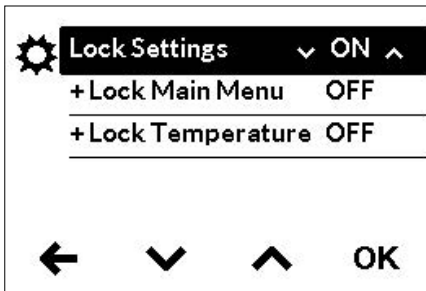 Lock Settings ON
+Lock Main Menu OFF
+Lock Temperature OFF
OK